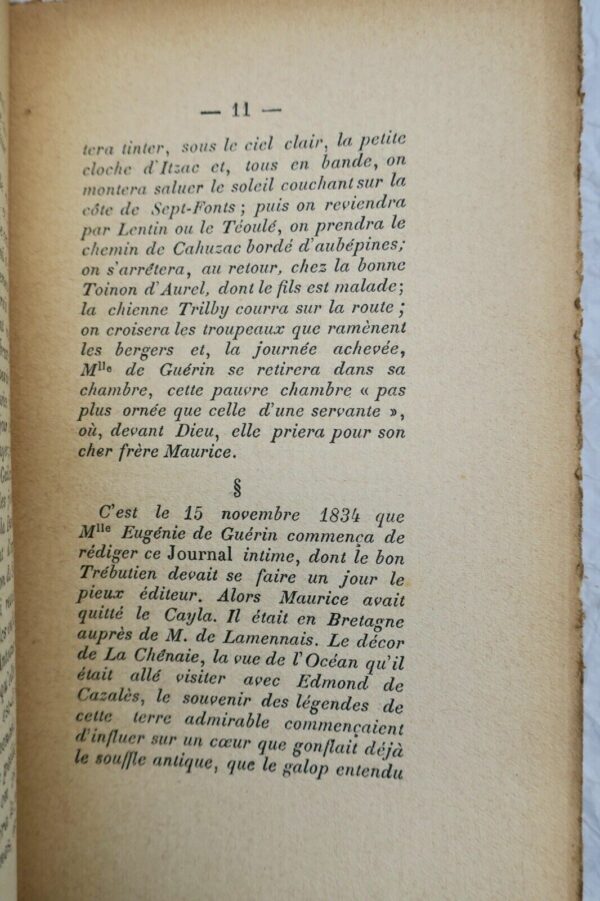 — 11 —
tera tinter, sous le ciel clair, la petite
cloche d'Itzac et, tous en bande, on
montera saluer le soleil couchant sur la
côte de Sept-Fonts ; puis on reviendra
par Lentin ou le Téoulé, on prendra le
chemin de Cahuzac bordé d'aubépines;
on s'arrêtera, au retour, chez la bonne
Toinon d'Aurel, dont le fils est malade;
la chienne Trilby courra sur la route ;
on croisera les troupeaux que ramènent
les bergers et, la journée achevée,
Mlle de Guérin se retirera dans sa
chambre, cette pauvre chambre « pas
plus ornée que celle d'une servante »,
où, devant Dieu, elle priera pour son
cher frère Maurice.
§
C'est le 15 novembre 1834 que
Mlle Eugénie de Guérin commença de
rédiger ce Journal intime, dont le bon
Trébutien devait se faire un jour le
pieux éditeur. Alors Maurice avait
quitté le Cayla. Il était en Bretagne
auprès de M. de Lamennais. Le décor
de La Chênaie, la vue de l'Océan qu'il
était allé visiter avec Edmond de
Cazalès, le souvenir des légendes de
cette terre admirable commençaient
d'influer sur un cœur que gonflait déjà
le souffle antique, que le galop entendu